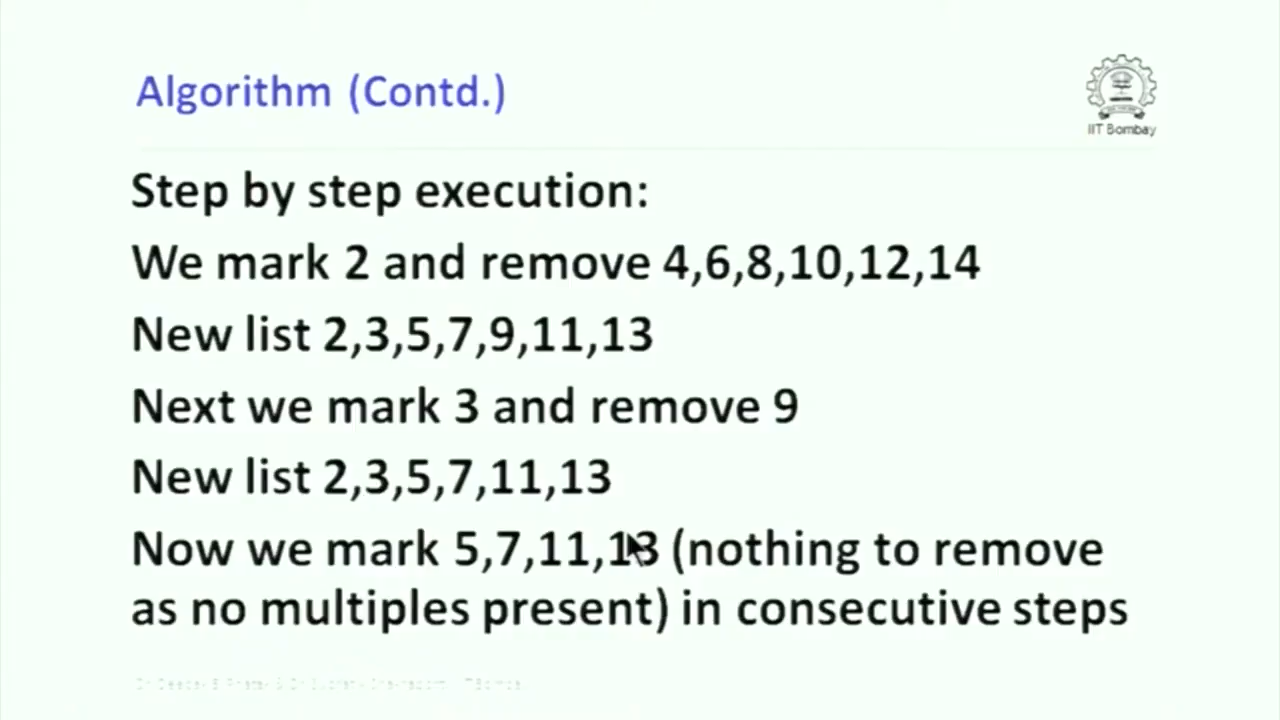 Algorithm (Contd.)
IIT Bombay
Step by step execution:
We mark 2 and remove 4,6,8,10,12,14
New list 2,3,5,7,9,11,13
Next we mark 3 and remove 9
New list 2,3,5,7,11,13
Now we mark 5,7,11,13 (nothing to remove
as no multiples present) in consecutive steps